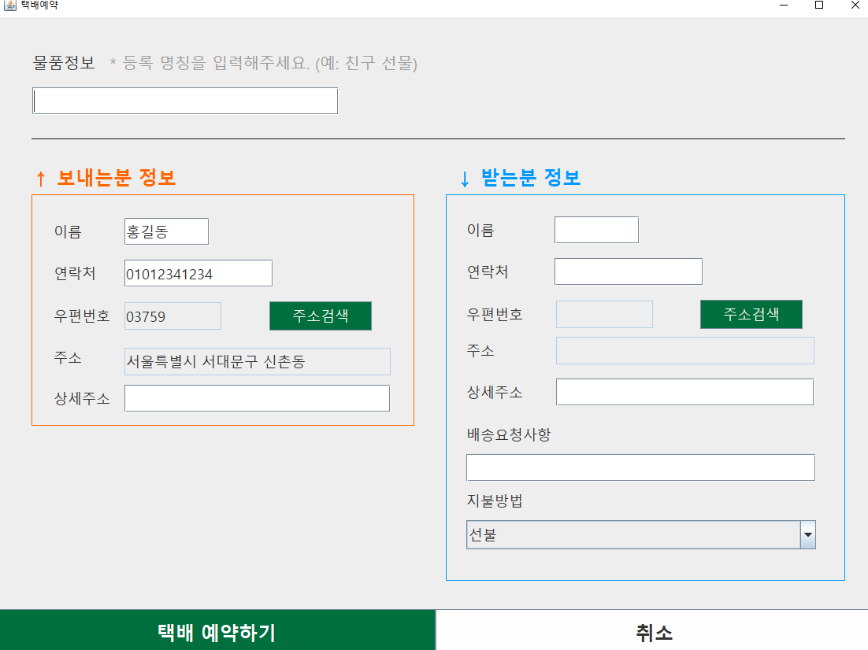 택배예약
물품정보 * 등록 명칭을 입력해주세요. (예: 친구 선물)
↑ 보내는분 정보
이름 홍길동
연락처 01012341234
우편번호 03759 주소검색
주소 서울특별시 서대문구 신촌동
상세주소
↓ 받는분 정보
이름
연락처
우편번호 주소검색
주소
상세주소
배송요청사항
지불방법
선불
택배 예약하기 취소